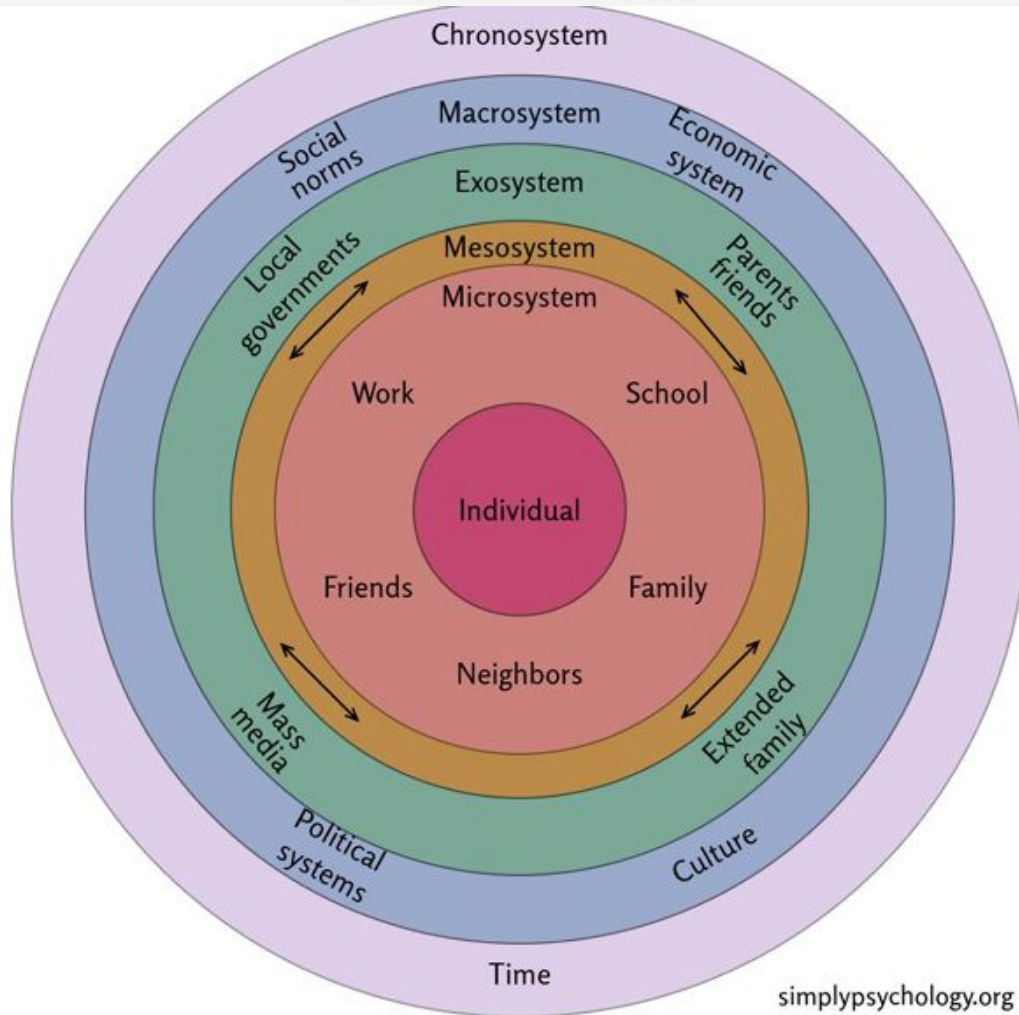 Chronosystem
Macrosystem
Social
norms
Economic
system
Exosystem
Local
governments
Parents
friends
Mesosystem
Microsystem
Work
School
Individual
Friends
Family
Neighbors
Mass
media
Extended
family
Political
systems
Culture
Time
simplypsychology.org